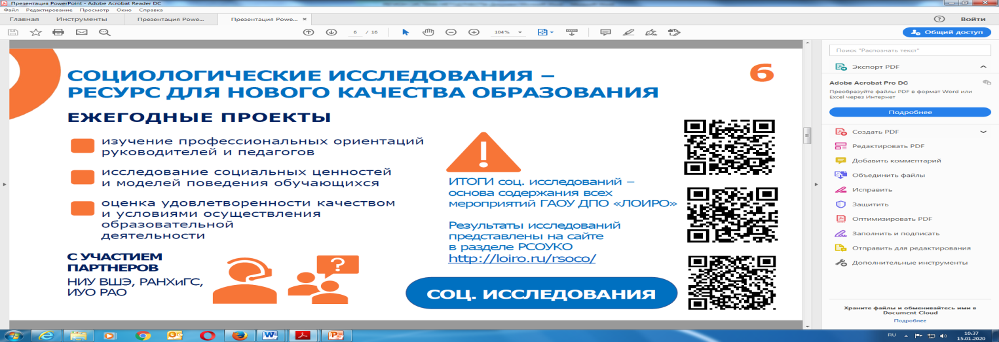 Презентация PowerPoint - Adobe Acrobat Reader DC
Файл Редактирование Просмотр Окно Справка
Главная Инструменты Презентация Powe... Презентация Powe... ×
? Войти
6 / 16
104%
Общий доступ
СОЦИОЛОГИЧЕСКИЕ ИССЛЕДОВАНИЯ –
РЕСУРС ДЛЯ НОВОГО КАЧЕСТВА ОБРАЗОВАНИЯ
6
ЕЖЕГОДНЫЕ ПРОЕКТЫ
изучение профессиональных ориентаций
руководителей и педагогов
исследование социальных ценностей
и моделей поведения обучающихся
оценка удовлетворенности качеством
и условиями осуществления
образовательной
деятельности
С УЧАСТИЕМ
ПАРТНЕРОВ
НИУ ВШЭ, РАНХиГС,
ИУО РАО
?
!
ИТОГИ соц. исследований –
основа содержания всех
мероприятий ГАОУ ДПО «ЛОИРО»
Результаты исследований
представлены на сайте
в разделе РСОУКО
http://loiro.ru/rsoco/
СОЦ. ИССЛЕДОВАНИЯ
Поиск "Распознать текст"
Экспорт PDF
Adobe Acrobat Pro DC
Преобразуйте файлы PDF в формат Word или
Excel через Интернет
Подробнее
Создать PDF
Редактировать PDF
Добавить комментарий
Объединить файлы
Исправить
Защитить
Оптимизировать PDF
Заполнить и подписать
Отправить для редактирования
Дополнительные инструменты
Храните файлы и обменивайтесь ими в
Document Cloud
Подробнее
RU
10:37
15.01.2020